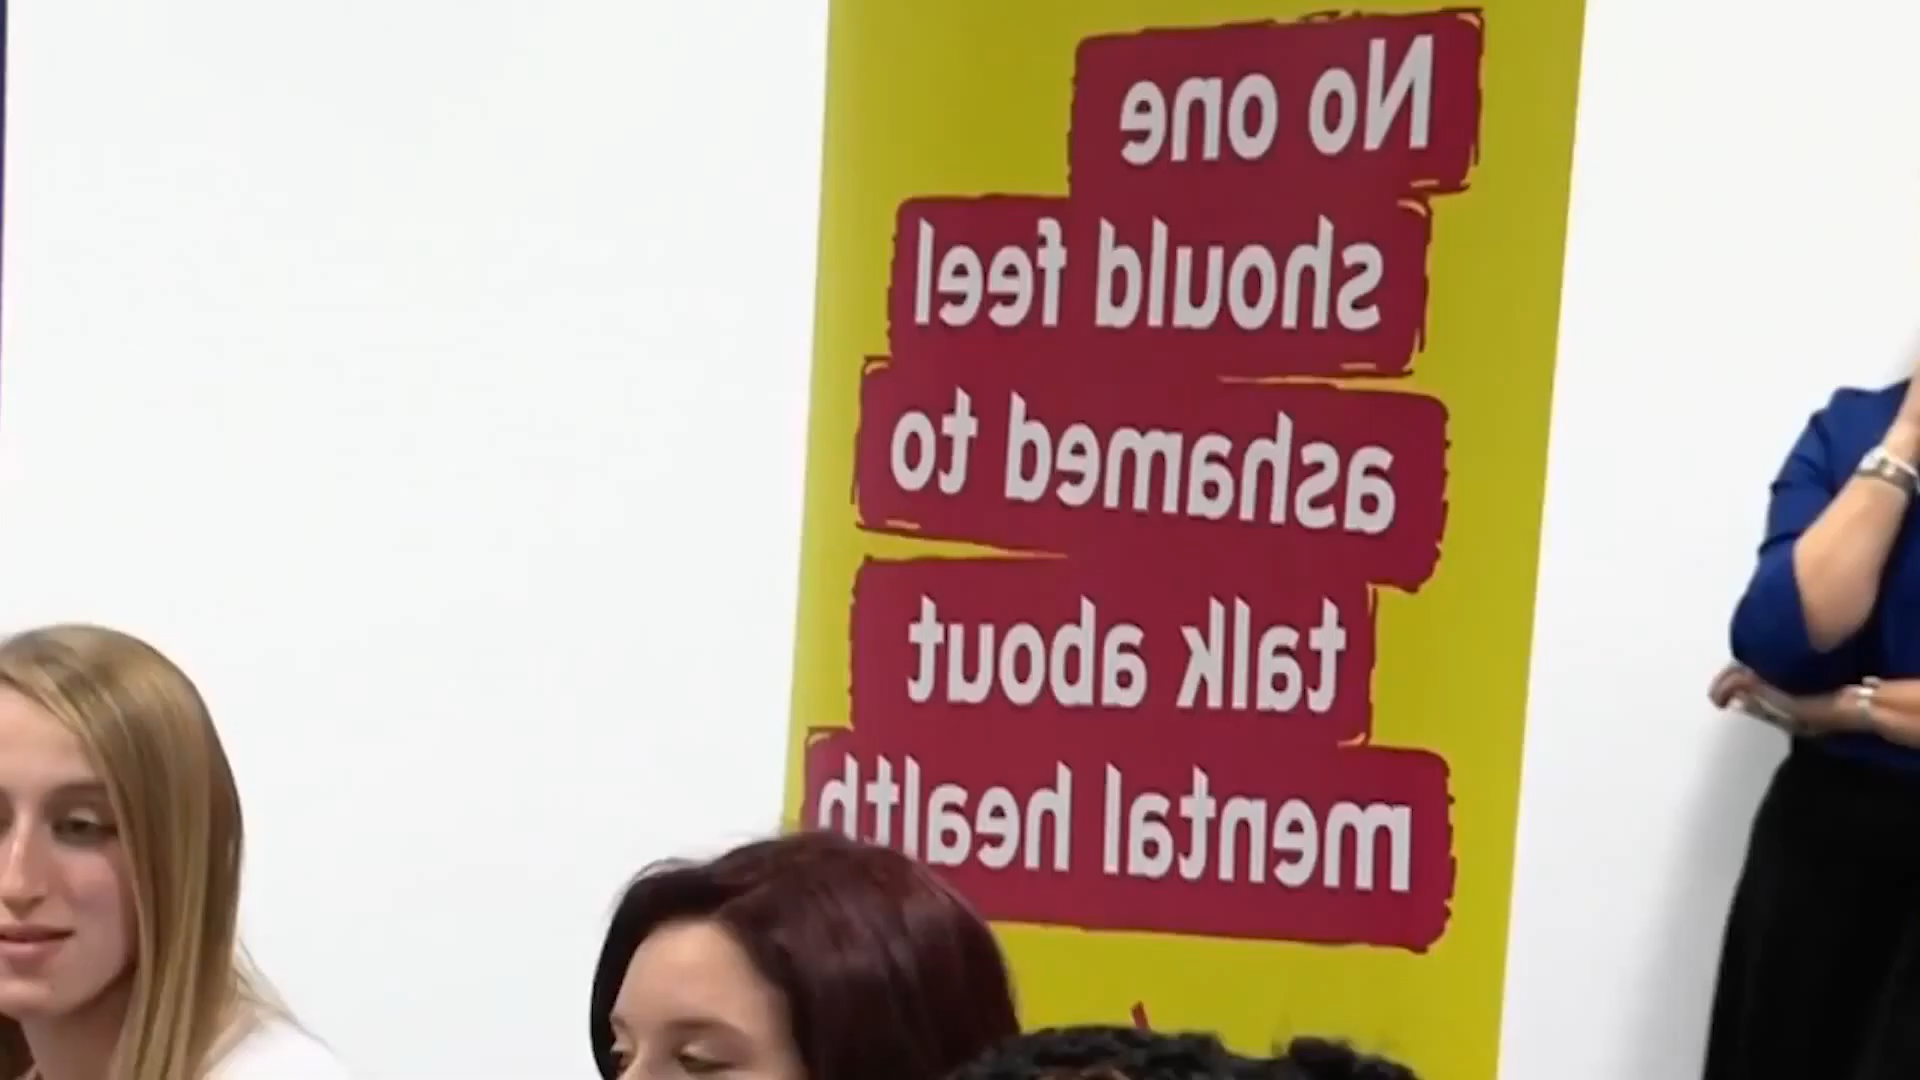 No one
should feel
ashamed to
talk about
mental health